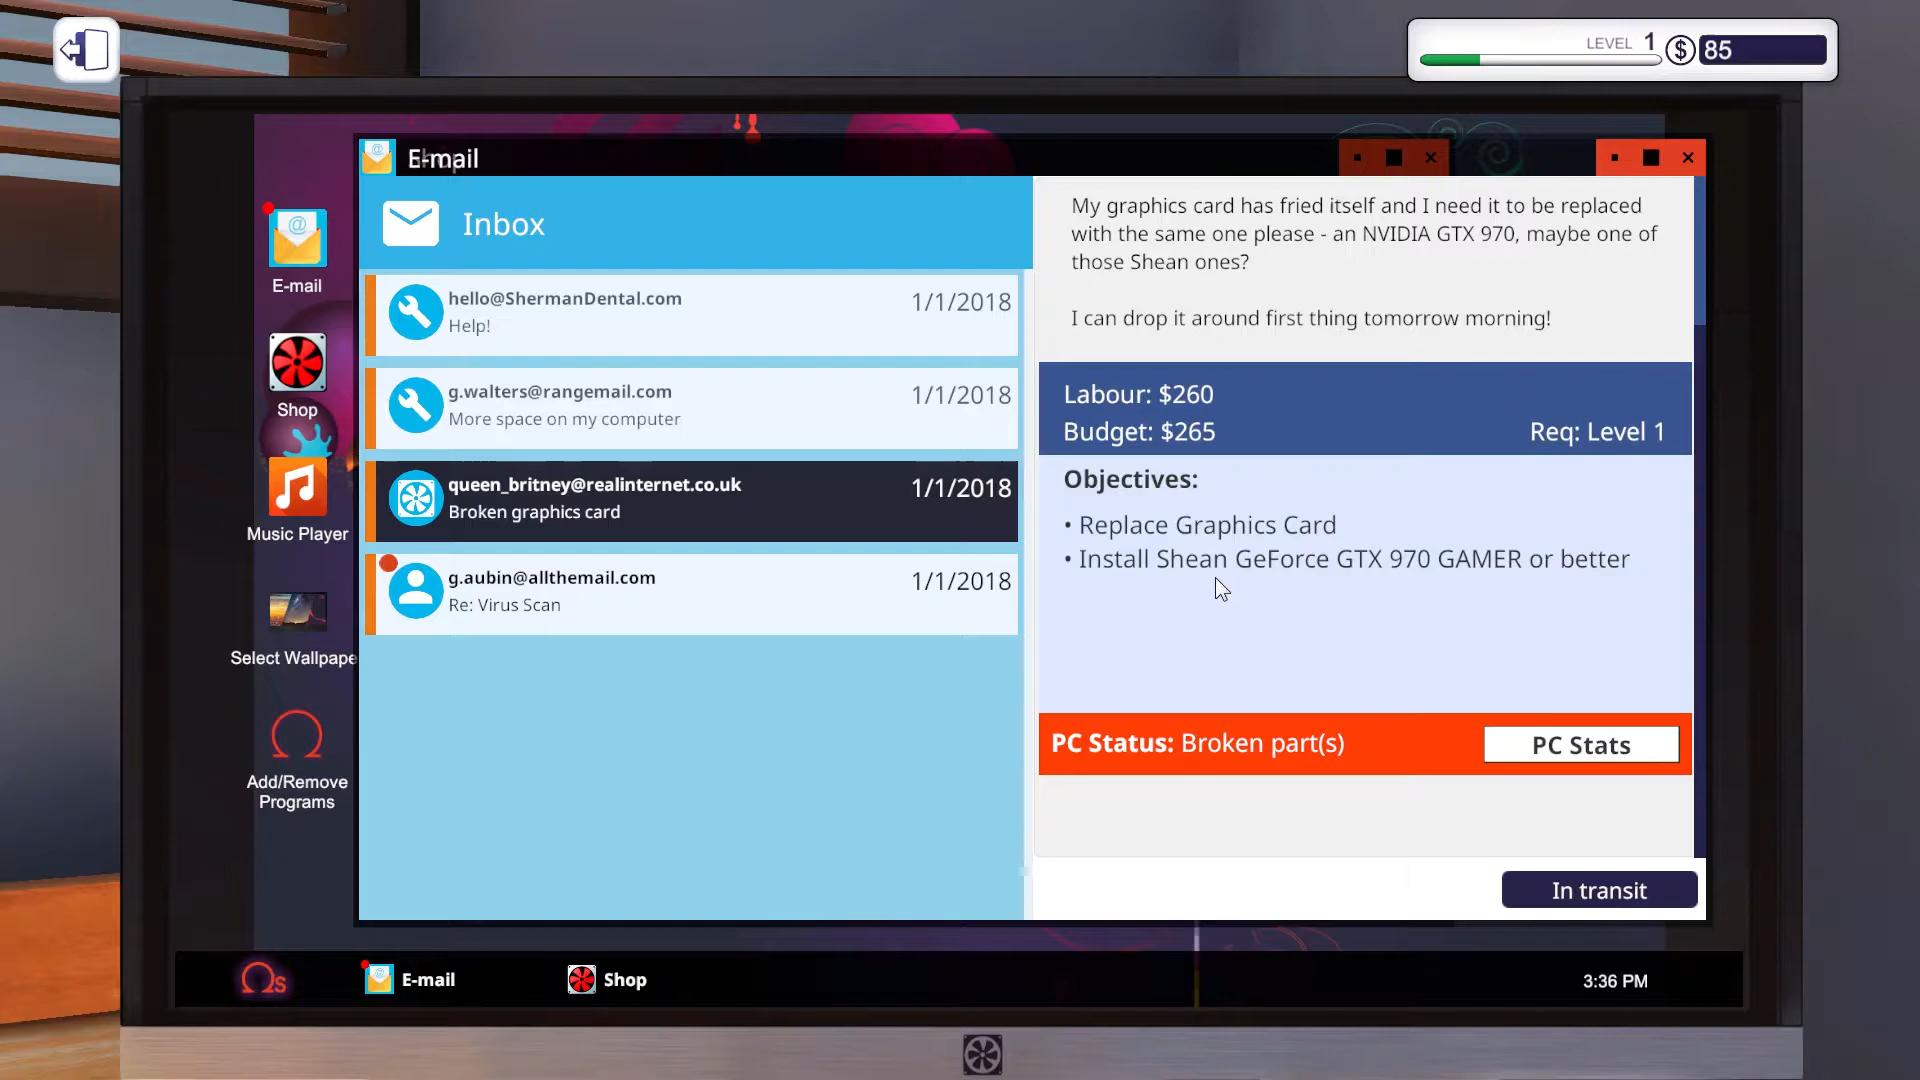 LEVEL 1
$ 85
E-mail
Inbox
hello@ShermanDental.com
1/1/2018
Help!
g.walters@rangemail.com
1/1/2018
More space on my computer
queen_britney@realinternet.co.uk
1/1/2018
Broken graphics card
g.aubin@allthemail.com
1/1/2018
Re: Virus Scan
My graphics card has fried itself and I need it to be replaced
with the same one please - an NVIDIA GTX 970, maybe one of
those Shean ones?
I can drop it around first thing tomorrow morning!
Labour: $260
Budget: $265
Req: Level 1
Objectives:
• Replace Graphics Card
• Install Shean GeForce GTX 970 GAMER or better
PC Status: Broken part(s)
PC Stats
In transit
E-mail
Shop
Music Player
Select Wallpape
Add/Remove
Programs
Ωs
E-mail
Shop
3:36 PM